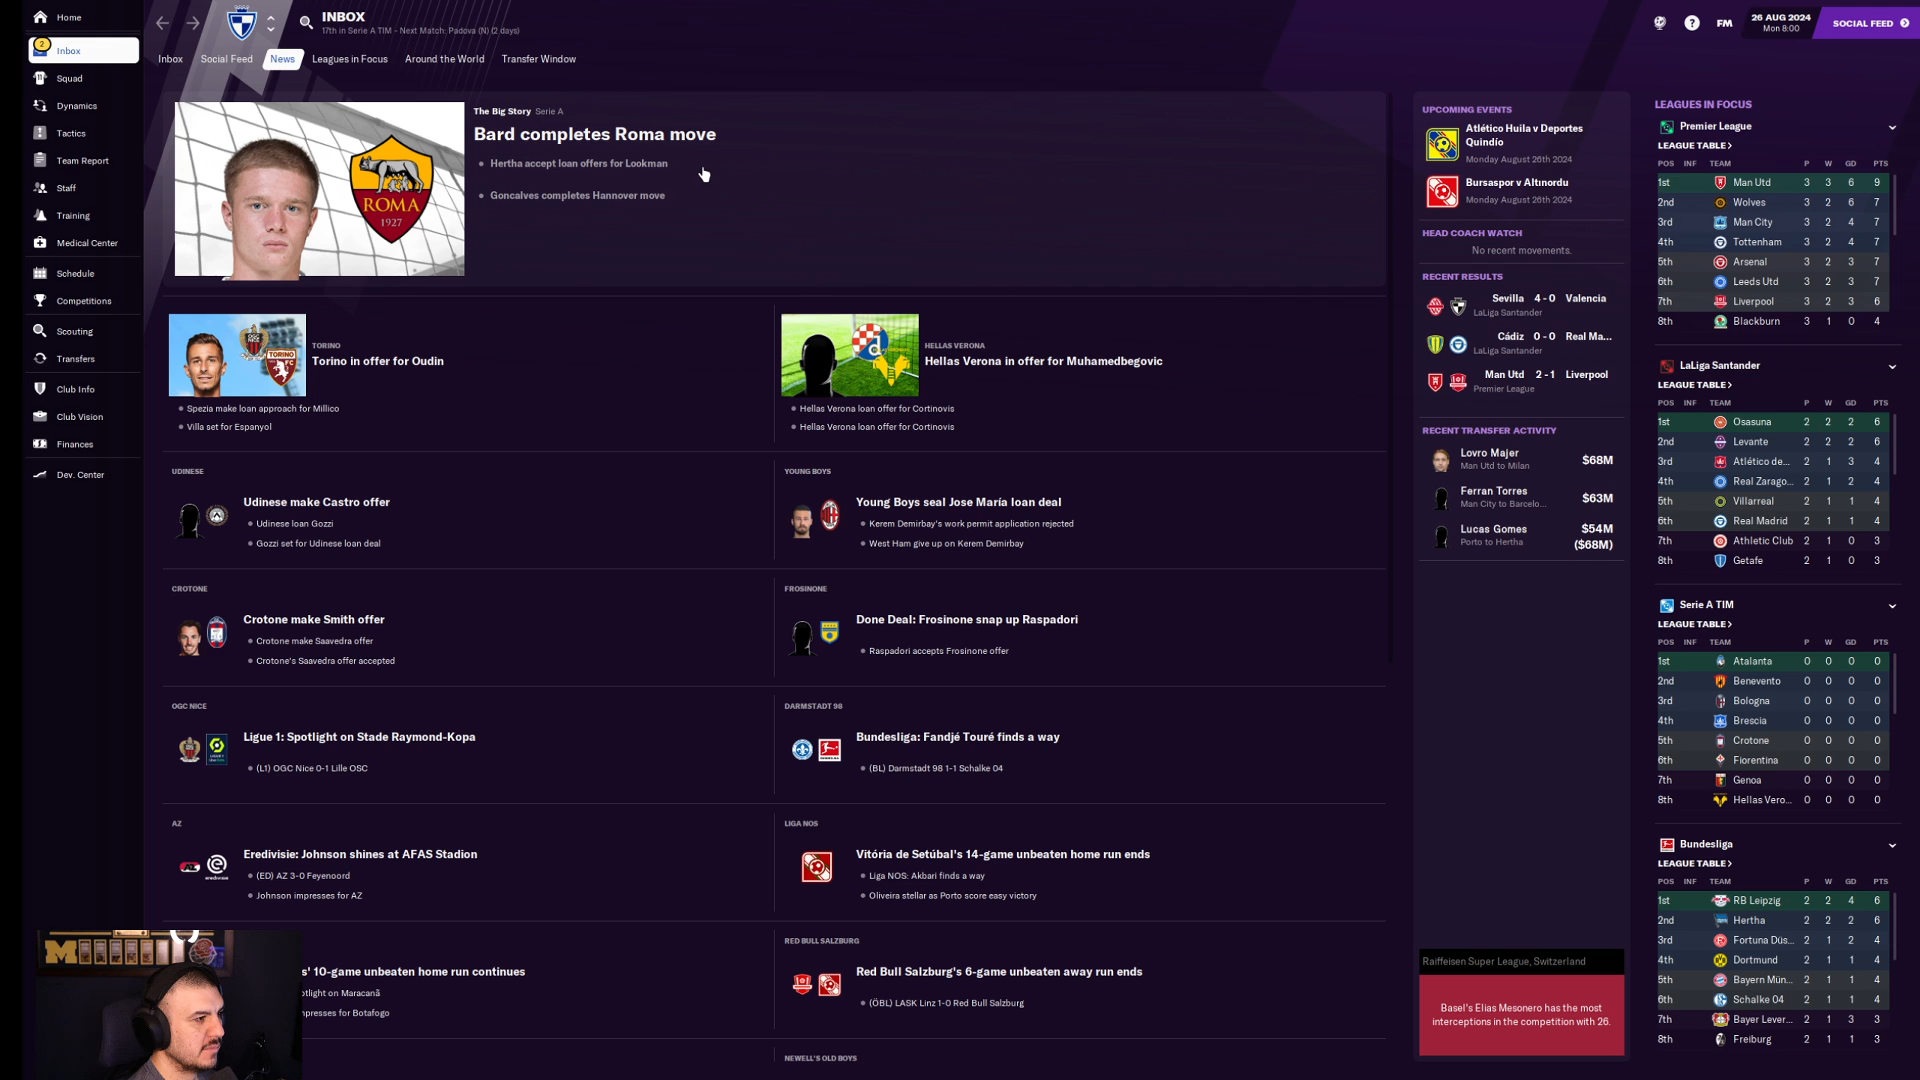 Home
2
Inbox
Squad
Dynamics
Tactics
Team Report
Staff
Training
Medical Center
Schedule
Competitions
Scouting
Transfers
Club Info
Club Vision
Finances
Dev. Center
INBOX
17th in Serie A TIM - Next Match: Padova (N) (2 days)
FM
26 AUG 2024
Mon 8:00
SOCIAL FEED
Inbox Social Feed News Leagues in Focus Around the World Transfer Window
ROMA
1927
The Big Story Serie A
Bard completes Roma move
Hertha accept loan offers for Lookman
Goncalves completes Hannover move
TORINO
Torino in offer for Oudin
Spezia make loan approach for Millico
Villa set for Espanyol
HELLAS VERONA
Hellas Verona in offer for Muhamedbegovic
Hellas Verona loan offer for Cortinovis
Hellas Verona loan offer for Cortinovis
UDINESE
Udinese make Castro offer
Udinese loan Gozzi
Gozzi set for Udinese loan deal
YOUNG BOYS
Young Boys seal Jose María loan deal
Kerem Demirbay's work permit application rejected
West Ham give up on Kerem Demirbay
CROTONE
Crotone make Smith offer
Crotone make Saavedra offer
Crotone's Saavedra offer accepted
FROSINONE
Done Deal: Frosinone snap up Raspadori
Raspadori accepts Frosinone offer
OGC NICE
Ligue 1: Spotlight on Stade Raymond-Kopa
(L1) OGC Nice 0-1 Lille OSC
DARMSTADT 98
Bundesliga: Fandjé Touré finds a way
(BL) Darmstadt 98 1-1 Schalke 04
AZ
Eredivisie: Johnson shines at AFAS Stadion
(ED) AZ 3-0 Feyenoord
Johnson impresses for AZ
LIGA NOS
Vitória de Setúbal's 14-game unbeaten home run ends
Liga NOS: Akbari finds a way
Oliveira stellar as Porto score easy victory
s' 10-game unbeaten home run continues
otlight on Maracanã
mpresses for Botafogo
RED BULL SALZBURG
Red Bull Salzburg's 6-game unbeaten away run ends
(ÖBL) LASK Linz 1-0 Red Bull Salzburg
NEWELL'S OLD BOYS
UPCOMING EVENTS
Atlético Huila v Deportes
Quindío
Monday August 26th 2024
Bursaspor v Altınordu
Monday August 26th 2024
HEAD COACH WATCH
No recent movements.
RECENT RESULTS
Sevilla 4 - 0 Valencia
LaLiga Santander
Cádiz 0 - 0 Real Ma...
LaLiga Santander
Man Utd 2 - 1 Liverpool
Premier League
RECENT TRANSFER ACTIVITY
Lovro Majer
Man Utd to Milan
$68M
Ferran Torres
Man City to Barcelo...
$63M
Lucas Gomes
Porto to Hertha
$54M
($68M)
Raiffeisen Super League, Switzerland
Basel's Elias Mesonero has the most
interceptions in the competition with 26.
LEAGUES IN FOCUS
Premier League
LEAGUE TABLE
POS INF TEAM P W GD PTS
1st Man Utd 3 3 6 9
2nd Wolves 3 2 6 7
3rd Man City 3 2 4 7
4th Tottenham 3 2 4 7
5th Arsenal 3 2 3 7
6th Leeds Utd 3 2 3 7
7th Liverpool 3 2 3 6
8th Blackburn 3 1 0 4
LaLiga Santander
LEAGUE TABLE
POS INF TEAM P W GD PTS
1st Osasuna 2 2 2 6
2nd Levante 2 2 2 6
3rd Atlético de... 2 1 3 4
4th Real Zarago... 2 1 2 4
5th Villarreal 2 1 1 4
6th Real Madrid 2 1 1 4
7th Athletic Club 2 1 0 3
8th Getafe 2 1 0 3
Serie A TIM
LEAGUE TABLE
POS INF TEAM P W GD PTS
1st Atalanta 0 0 0 0
2nd Benevento 0 0 0 0
3rd Bologna 0 0 0 0
4th Brescia 0 0 0 0
5th Crotone 0 0 0 0
6th Fiorentina 0 0 0 0
7th Genoa 0 0 0 0
8th Hellas Vero... 0 0 0 0
Bundesliga
LEAGUE TABLE
POS INF TEAM P W GD PTS
1st RB Leipzig 2 2 4 6
2nd Hertha 2 2 2 6
3rd Fortuna Düs... 2 1 2 4
4th Dortmund 2 1 1 4
5th Bayern Mün... 2 1 1 4
6th Schalke 04 2 1 1 4
7th Bayer Lever... 2 1 3 3
8th Freiburg 2 1 1 3